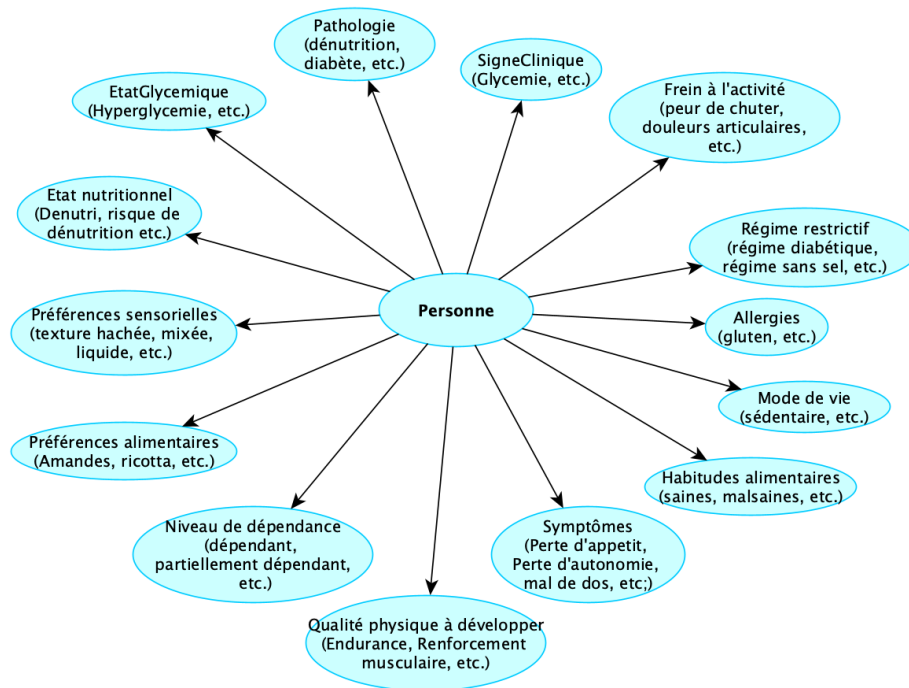 Pathologie
(dénutrition,
diabète, etc.)
SigneClinique
(Glycemie, etc.)
EtatGlycemique
(Hyperglycemie, etc.)
Frein à l'activité
(peur de chuter,
douleurs articulaires,
etc.)
Etat nutritionnel
(Denutri, risque de
dénutrition etc.)
Régime restrictif
(régime diabétique,
régime sans sel, etc.)
Personne
Préférences sensorielles
(texture hachée, mixée,
liquide, etc.)
Allergies
(gluten, etc.)
Mode de vie
(sédentaire, etc.)
Préférences alimentaires
(Amandes, ricotta, etc.)
Habitudes alimentaires
(saines, malsaines, etc.)
Niveau de dépendance
(dépendant,
partiellement dépendant,
etc.)
Symptômes
(Perte d'appetit,
Perte d'autonomie,
mal de dos, etc;)
Qualité physique à développer
(Endurance, Renforcement
musculaire, etc.)